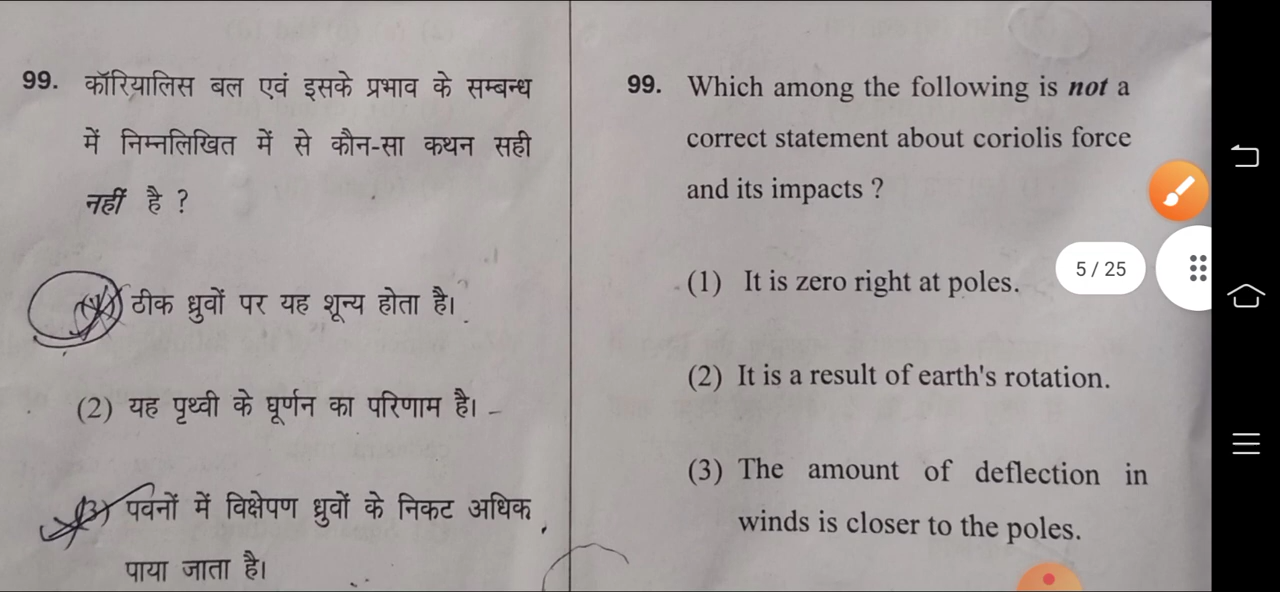 99. कॉरियालिस बल एवं इसके प्रभाव के सम्बन्ध
में निम्नलिखित में से कौन-सा कथन सही
नहीं है ?
ठीक ध्रुवों पर यह शून्य होता है।
(2) यह पृथ्वी के घूर्णन का परिणाम है।
(3) पवनों में विक्षेपण ध्रुवों के निकट अधिक
पाया जाता है।
99. Which among the following is not a
correct statement about coriolis force
and its impacts ?
(1) It is zero right at poles.
(2) It is a result of earth's rotation.
(3) The amount of deflection in
winds is closer to the poles.
5 / 25